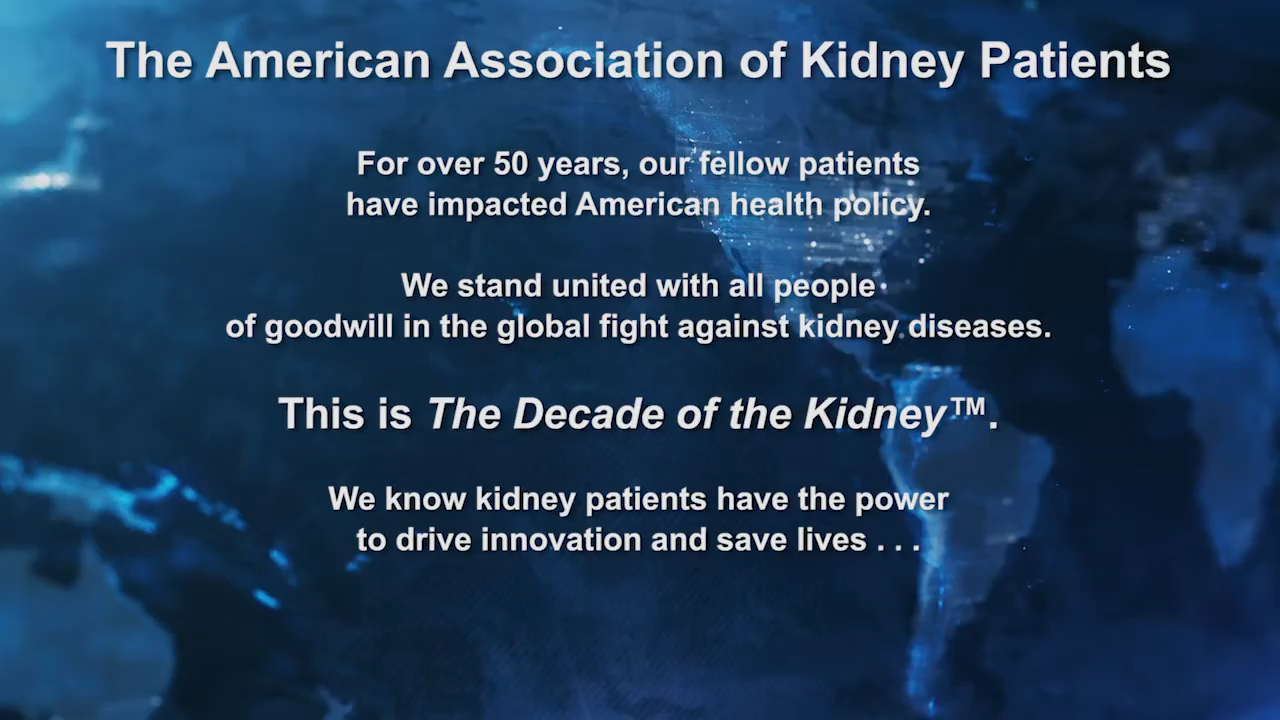 The American Association of Kidney Patients
For over 50 years, our fellow patients
have impacted American health policy.
We stand united with all people
of goodwill in the global fight against kidney diseases.
This is The Decade of the Kidney™.
We know kidney patients have the power
to drive innovation and save lives . . .